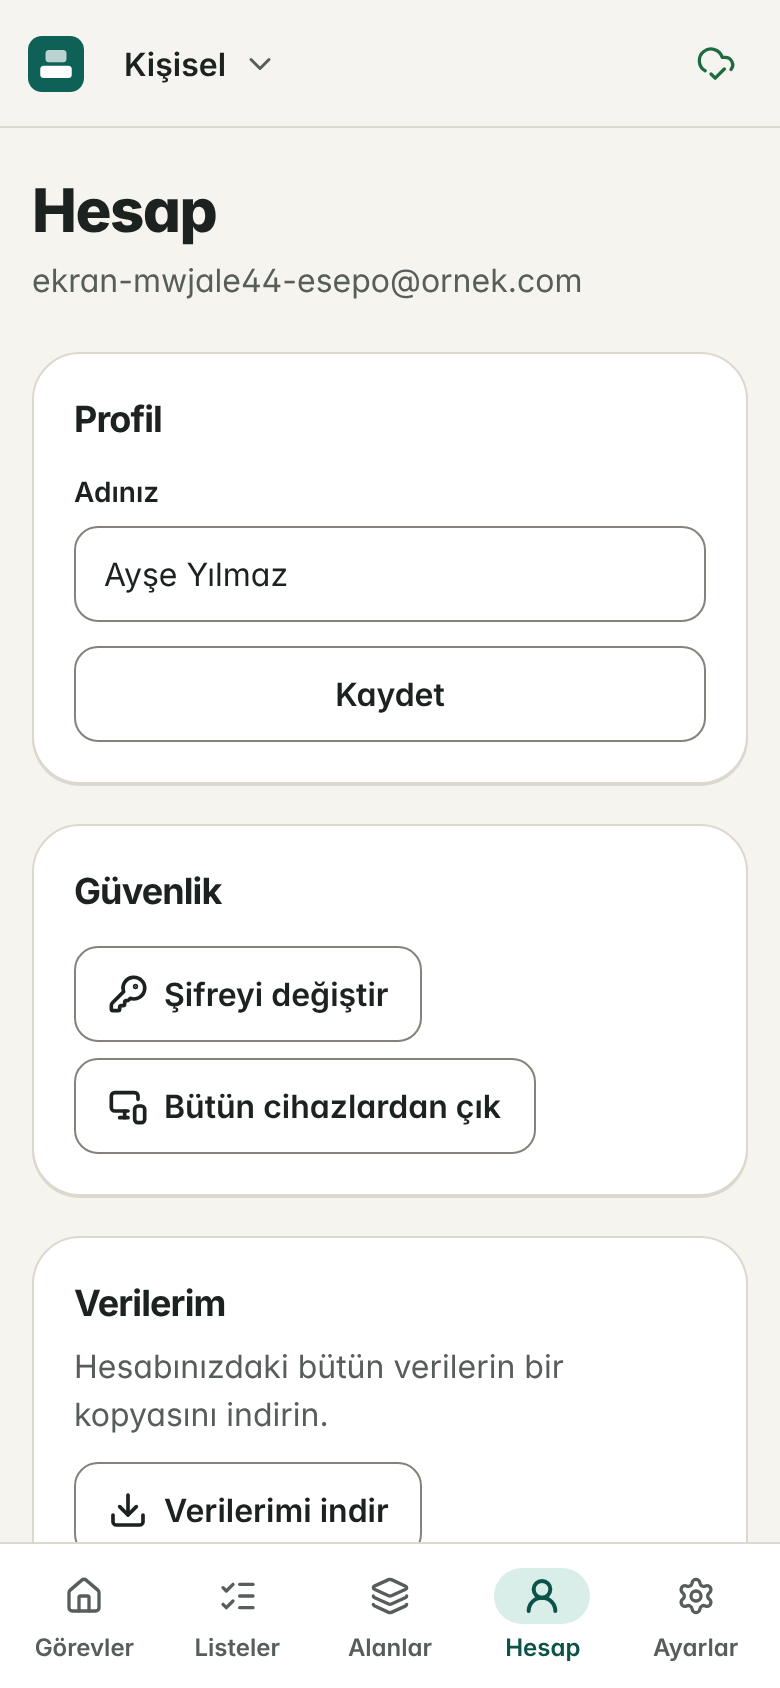 Kişisel
Hesap
ekran-mwjale44-esepo@ornek.com
Profil
Adınız
Ayşe Yılmaz
Kaydet
Güvenlik
Şifreyi değiştir
Bütün cihazlardan çık
Verilerim
Hesabınızdaki bütün verilerin bir
kopyasını indirin.
Verilerimi indir
Görevler
Listeler
Alanlar
Hesap
Ayarlar